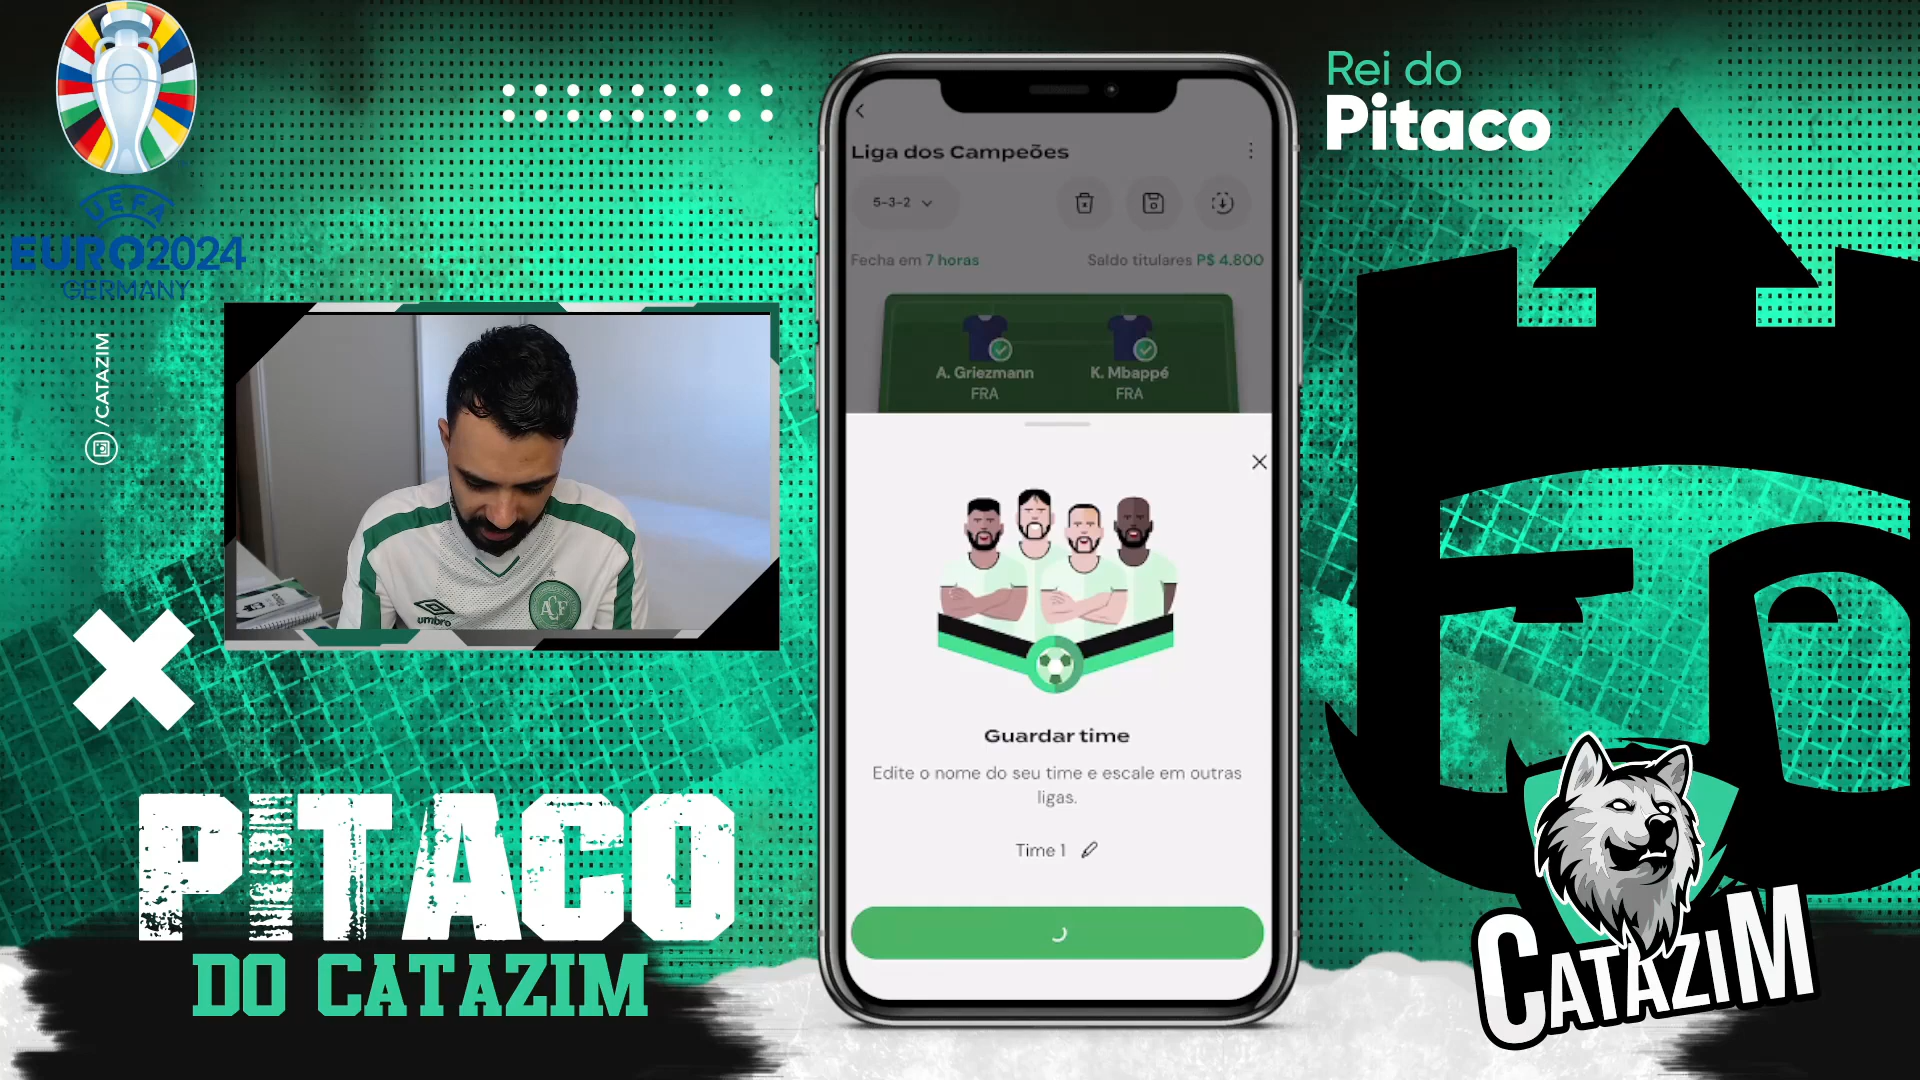 UEFA
EURO2024
GERMANY
/CATAZIM
umbro
ACF
PITACO
DO CATAZIM
Liga dos Campeões
5-3-2
Fecha em 7 horas
Saldo titulares P$ 4.800
A. Griezmann
FRA
K. Mbappé
FRA
Guardar time
Edite o nome do seu time e escale em outras
ligas.
Time 1
Rei do
Pitaco
CATAZIM